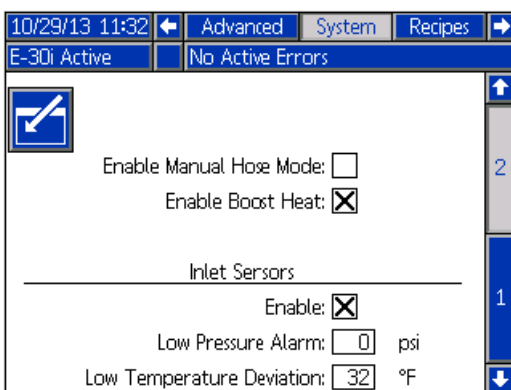 10/29/13 11:32 Advanced System Recipes
E-30i Active No Active Errors
Enable Manual Hose Mode:
2
Enable Boost Heat:
Inlet Sensors
Enable:
1
Low Pressure Alarm: 0 psi
Low Temperature Deviation: 32 °F